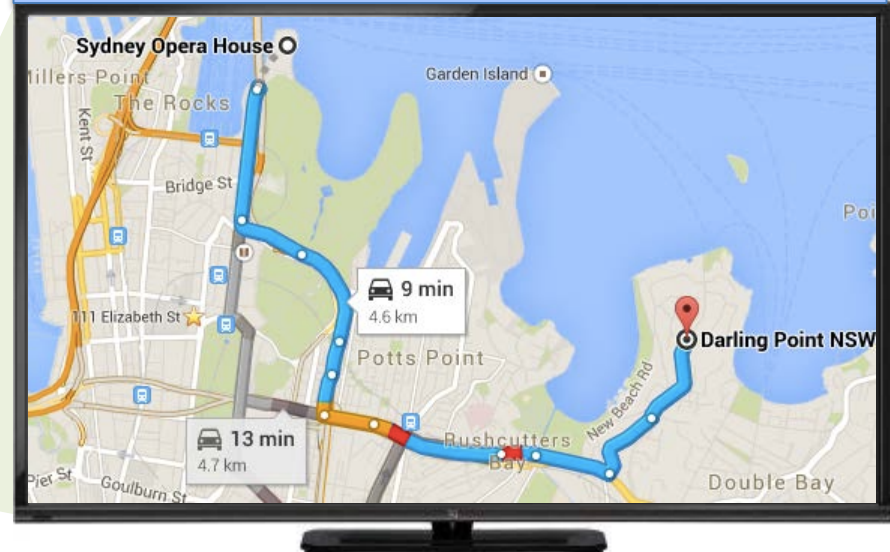 Sydney Opera House
Garden Island
Millers Point
The Rocks
Kent St
Bridge St
9 min
4.6 km
111 Elizabeth St
Darling Point NSW
Potts Point
New Beach Rd
13 min
4.7 km
Rushcutters
Bay
Pier St
Goulburn St
Double Bay